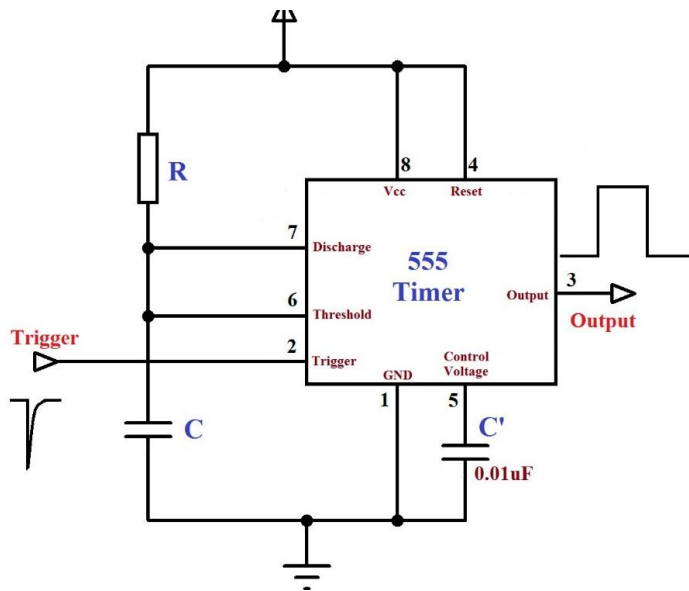 8
4
R
Vcc
Reset
7
Discharge
555
Timer
3
Output
Output
6
Threshold
Trigger
2
Trigger
GND
Control
Voltage
1
5
C
C'
0.01uF